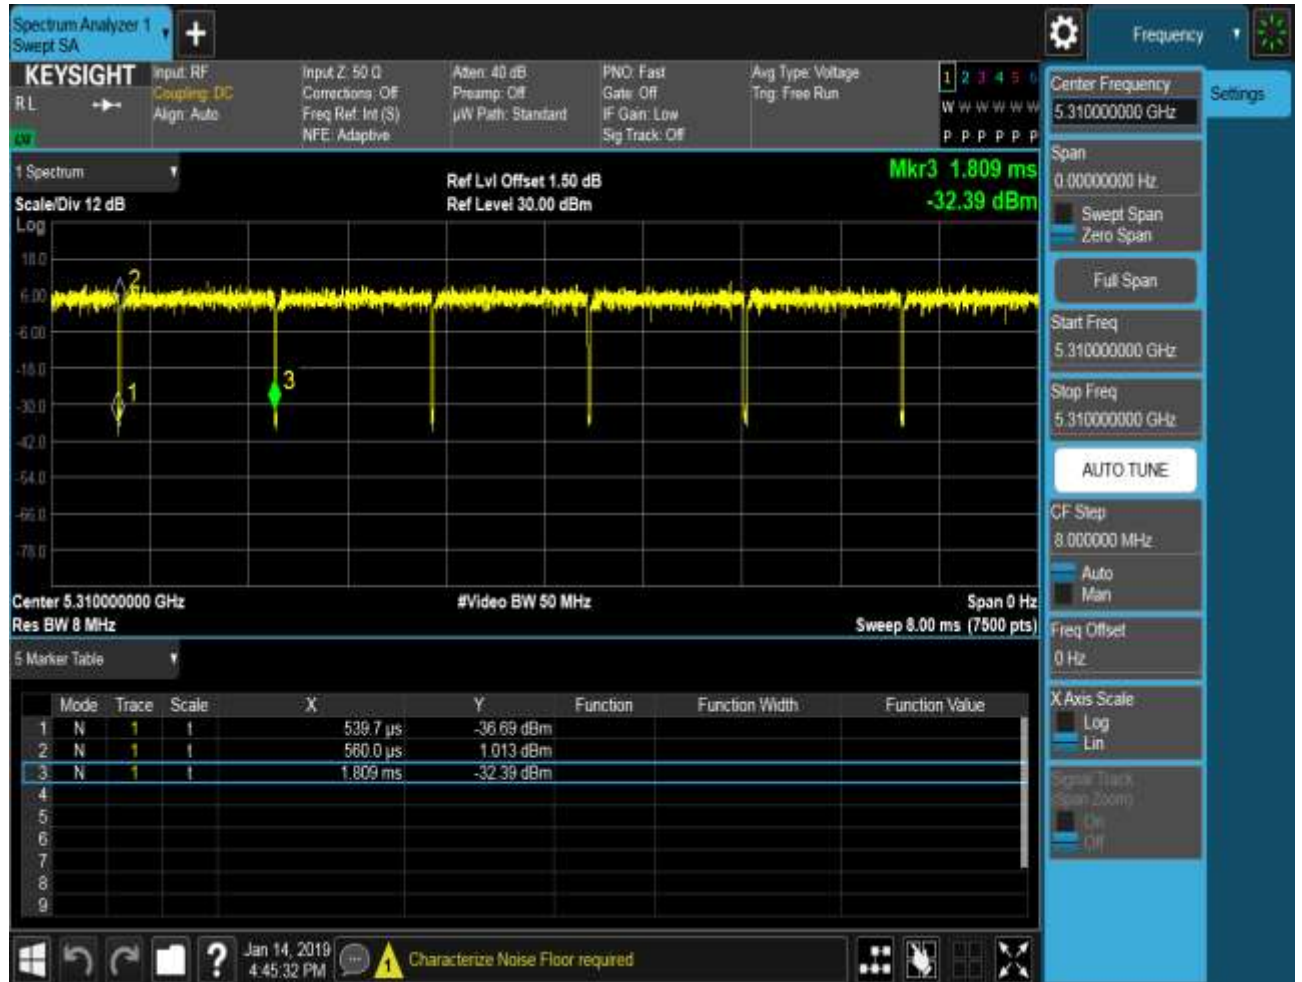 Spectrum Analyzer 1
Swept SA
Frequency
KEYSIGHT
Input: RF
Coupling: DC
Align: Auto
Input Z: 50 Ω
Corrections: Off
Freq Ref: Int (S)
NFE: Adaptive
Atten: 40 dB
Preamp: Off
µW Path: Standard
PNO: Fast
Gate: Off
IF Gain: Low
Sig Track: Off
Avg Type: Voltage
Trig: Free Run
1 2 3 4 5 6
W W W W W W
P P P P P P
R L
1 Spectrum
Scale/Div 12 dB
Ref Lvl Offset 1.50 dB
Ref Level 30.00 dBm
Mkr3 1.809 ms
-32.39 dBm
Log
18.0
6.00
-6.00
-18.0
-30.0
-42.0
-54.0
-66.0
-78.0
2
1
3
Center 5.310000000 GHz
Res BW 8 MHz
#Video BW 50 MHz
Span 0 Hz
Sweep 8.00 ms (7500 pts)
5 Marker Table
Mode Trace Scale X Y Function Function Width Function Value
1 N 1 t 539.7 µs -36.69 dBm
2 N 1 t 560.0 µs 1.013 dBm
3 N 1 t 1.809 ms -32.39 dBm
4
5
6
7
8
9
Jan 14, 2019
4:45:32 PM
Characterize Noise Floor required
Center Frequency
5.310000000 GHz
Settings
Span
0.00000000 Hz
Swept Span
Zero Span
Full Span
Start Freq
5.310000000 GHz
Stop Freq
5.310000000 GHz
AUTO TUNE
CF Step
8.000000 MHz
Auto
Man
Freq Offset
0 Hz
X Axis Scale
Log
Lin
Signal Track
(Span Zoom)
On
Off